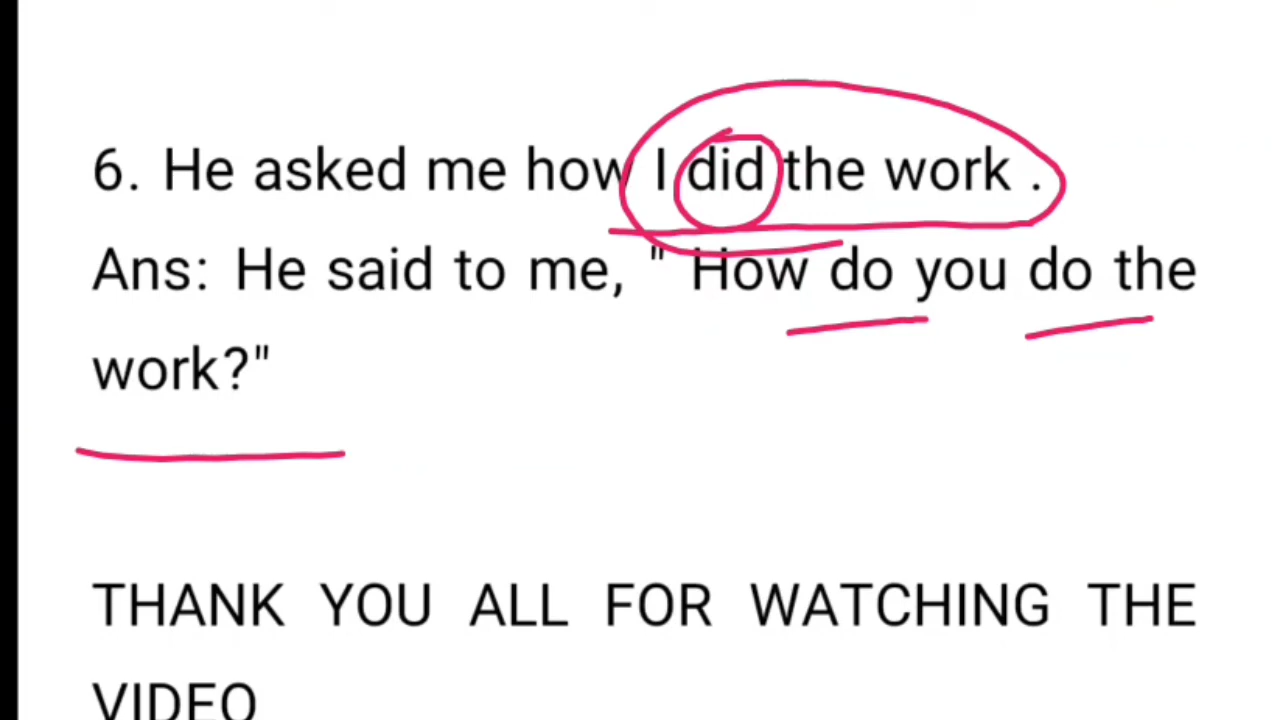 6. He asked me how I did the work .
Ans: He said to me, " How do you do the
work?"
THANK YOU ALL FOR WATCHING THE
VIDEO